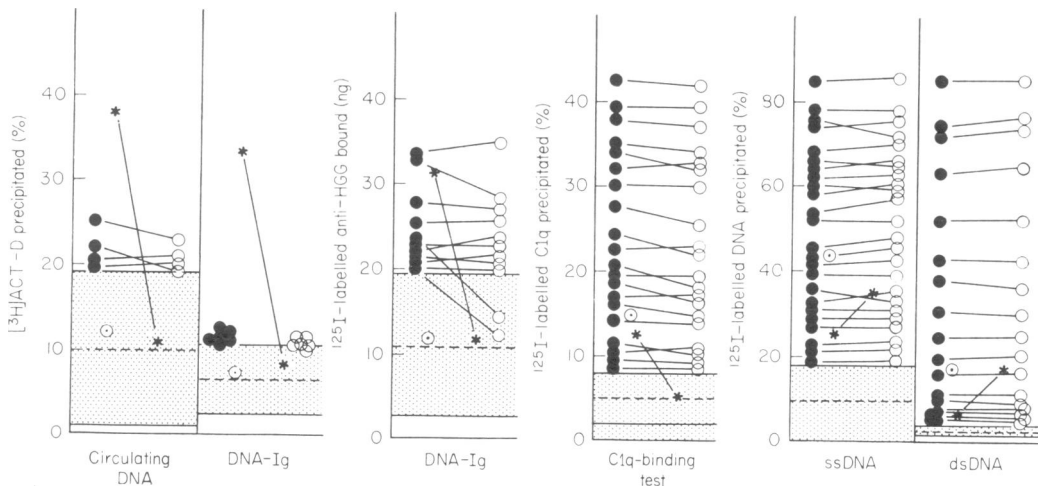 [³H]ACT-D precipitated (%)
40
30
20
10
0
Circulating
DNA
DNA-Ig
¹²⁵I-labelled anti-HGG bound (ng)
40
30
20
10
0
DNA-Ig
¹²⁵I-labelled C1q precipitated (%)
40
30
20
10
0
C1q-binding
test
¹²⁵I-labelled DNA precipitated (%)
80
60
40
20
0
ssDNA
dsDNA